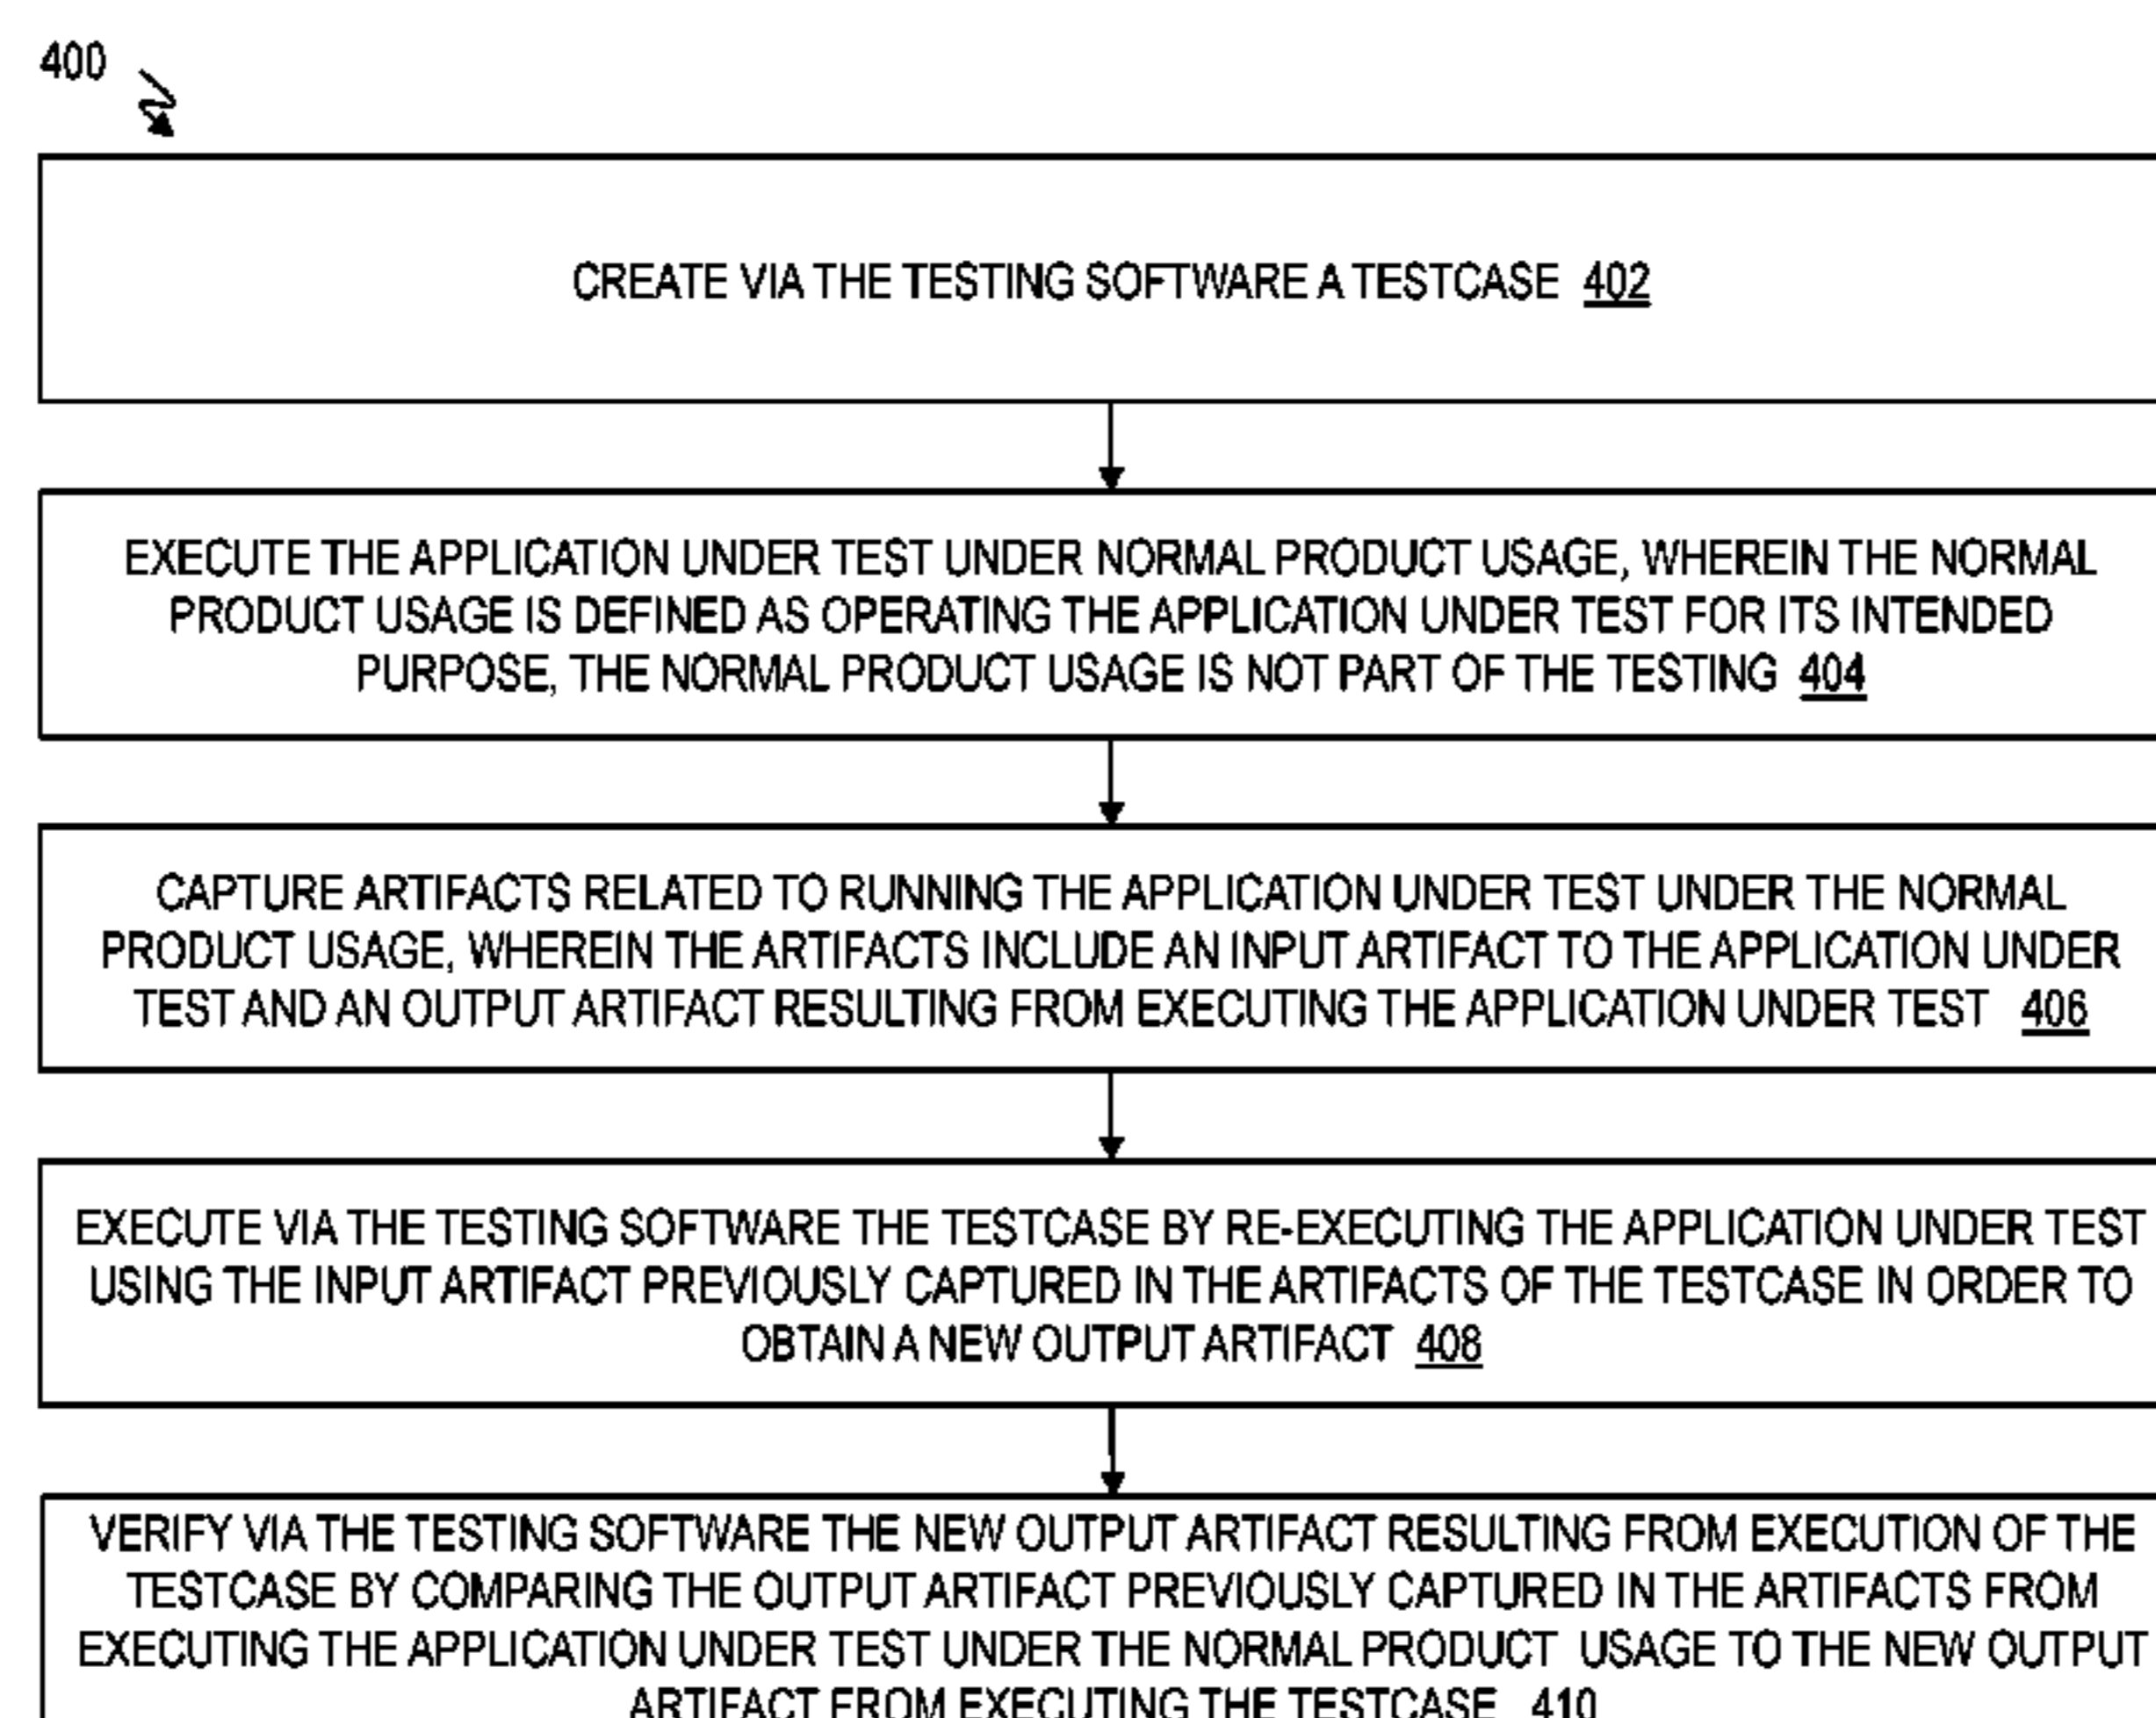 400
CREATE VIA THE TESTING SOFTWARE A TESTCASE 402
EXECUTE THE APPLICATION UNDER TEST UNDER NORMAL PRODUCT USAGE, WHEREIN THE NORMAL
PRODUCT USAGE IS DEFINED AS OPERATING THE APPLICATION UNDER TEST FOR ITS INTENDED
PURPOSE, THE NORMAL PRODUCT USAGE IS NOT PART OF THE TESTING 404
CAPTURE ARTIFACTS RELATED TO RUNNING THE APPLICATION UNDER TEST UNDER THE NORMAL
PRODUCT USAGE, WHEREIN THE ARTIFACTS INCLUDE AN INPUT ARTIFACT TO THE APPLICATION UNDER
TEST AND AN OUTPUT ARTIFACT RESULTING FROM EXECUTING THE APPLICATION UNDER TEST 406
EXECUTE VIA THE TESTING SOFTWARE THE TESTCASE BY RE-EXECUTING THE APPLICATION UNDER TEST
USING THE INPUT ARTIFACT PREVIOUSLY CAPTURED IN THE ARTIFACTS OF THE TESTCASE IN ORDER TO
OBTAIN A NEW OUTPUT ARTIFACT 408
VERIFY VIA THE TESTING SOFTWARE THE NEW OUTPUT ARTIFACT RESULTING FROM EXECUTION OF THE
TESTCASE BY COMPARING THE OUTPUT ARTIFACT PREVIOUSLY CAPTURED IN THE ARTIFACTS FROM
EXECUTING THE APPLICATION UNDER TEST UNDER THE NORMAL PRODUCT USAGE TO THE NEW OUTPUT
ARTIFACT FROM EXECUTING THE TESTCASE 410